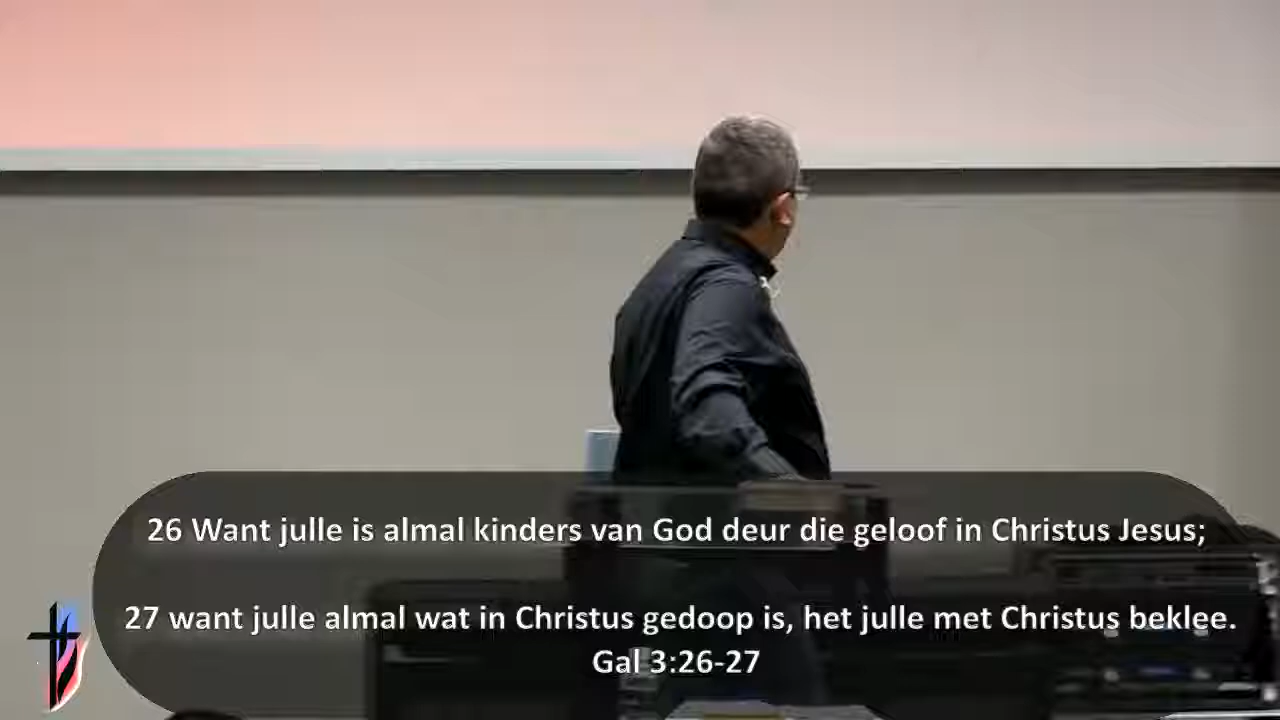 26 Want julle is almal kinders van God deur die geloof in Christus Jesus;
27 want julle almal wat in Christus gedoop is, het julle met Christus beklee.
Gal 3:26-27